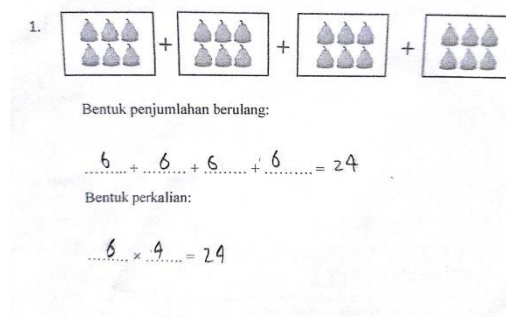 1.
+ + +
Bentuk penjumlahan berulang:
6 + 6 + 6 + 6 = 24
Bentuk perkalian:
6 × 4 = 24